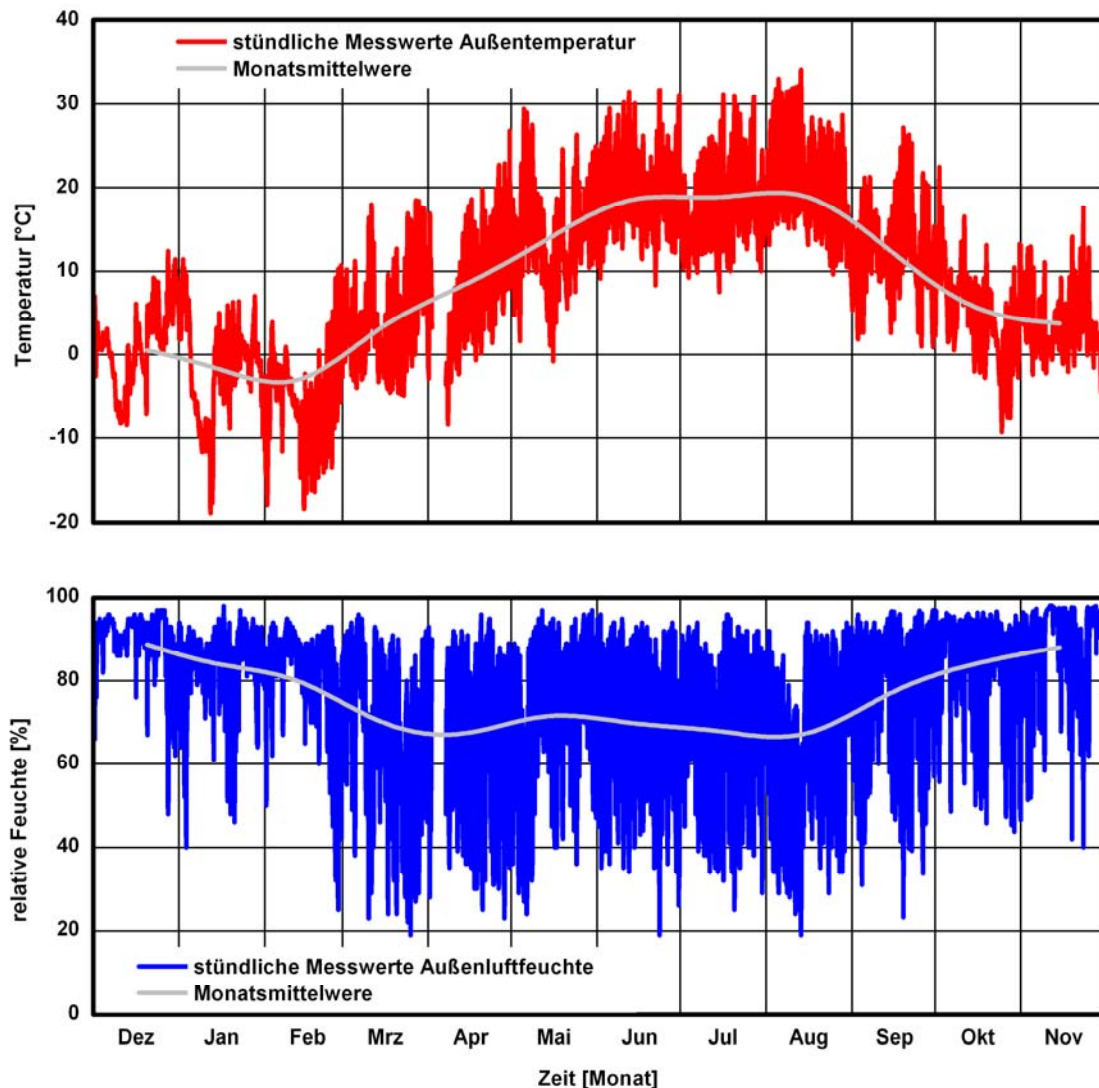 40
30
20
10
0
-10
-20
Temperatur [°C]
stündliche Messwerte Außentemperatur
Monatsmittelwere
100
80
60
40
20
0
relative Feuchte [%]
stündliche Messwerte Außenluftfeuchte
Monatsmittelwere
Dez Jan Feb Mrz Apr Mai Jun Jul Aug Sep Okt Nov
Zeit [Monat]